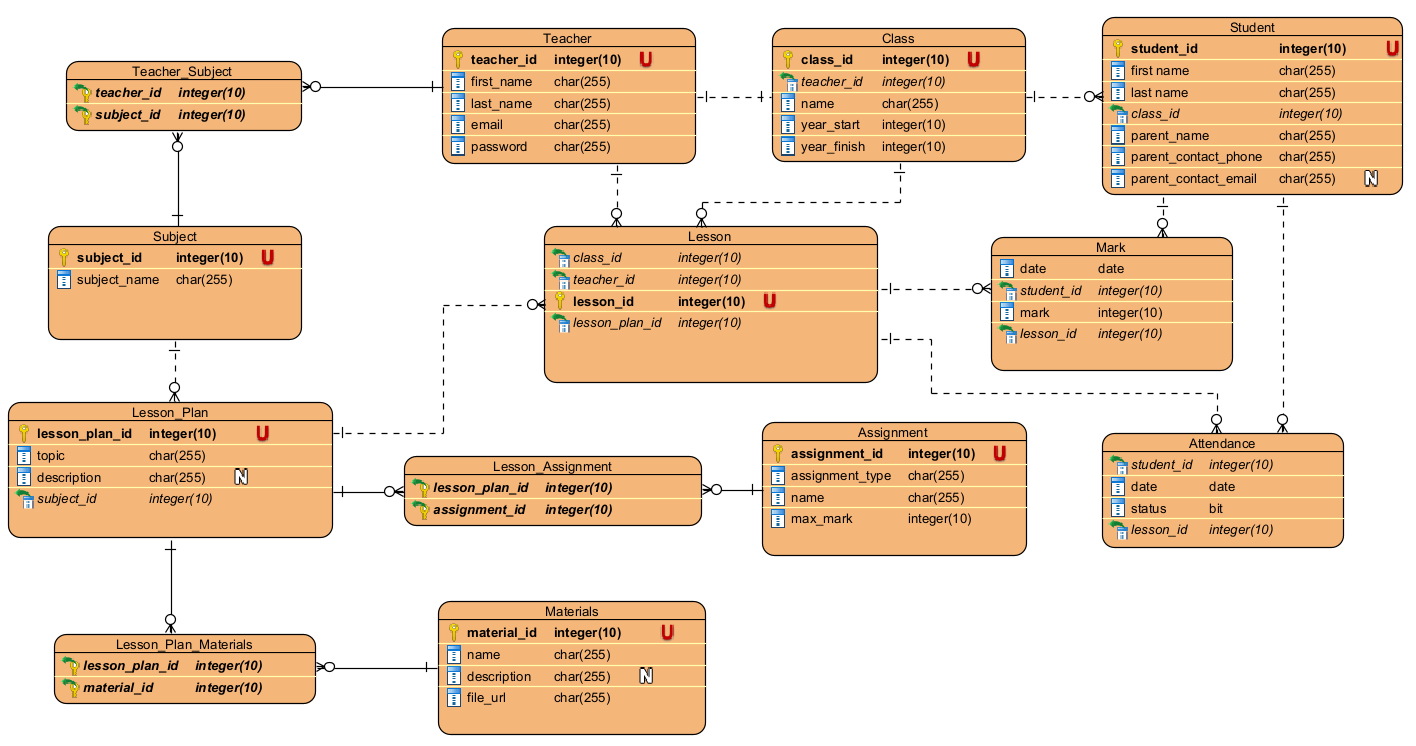 Teacher_Subject
teacher_id integer(10)
subject_id integer(10)
Teacher
teacher_id integer(10) U
first_name char(255)
last_name char(255)
email char(255)
password char(255)
Class
class_id integer(10) U
teacher_id integer(10)
name char(255)
year_start integer(10)
year_finish integer(10)
Student
student_id integer(10) U
first name char(255)
last name char(255)
class_id integer(10)
parent_name char(255)
parent_contact_phone char(255)
parent_contact_email char(255) N
Subject
subject_id integer(10) U
subject_name char(255)
Lesson
class_id integer(10)
teacher_id integer(10)
lesson_id integer(10) U
lesson_plan_id integer(10)
Mark
date date
student_id integer(10)
mark integer(10)
lesson_id integer(10)
Lesson_Plan
lesson_plan_id integer(10) U
topic char(255)
description char(255) N
subject_id integer(10)
Lesson_Assignment
lesson_plan_id integer(10)
assignment_id integer(10)
Assignment
assignment_id integer(10) U
assignment_type char(255)
name char(255)
max_mark integer(10)
Attendance
student_id integer(10)
date date
status bit
lesson_id integer(10)
Lesson_Plan_Materials
lesson_plan_id integer(10)
material_id integer(10)
Materials
material_id integer(10) U
name char(255)
description char(255) N
file_url char(255)